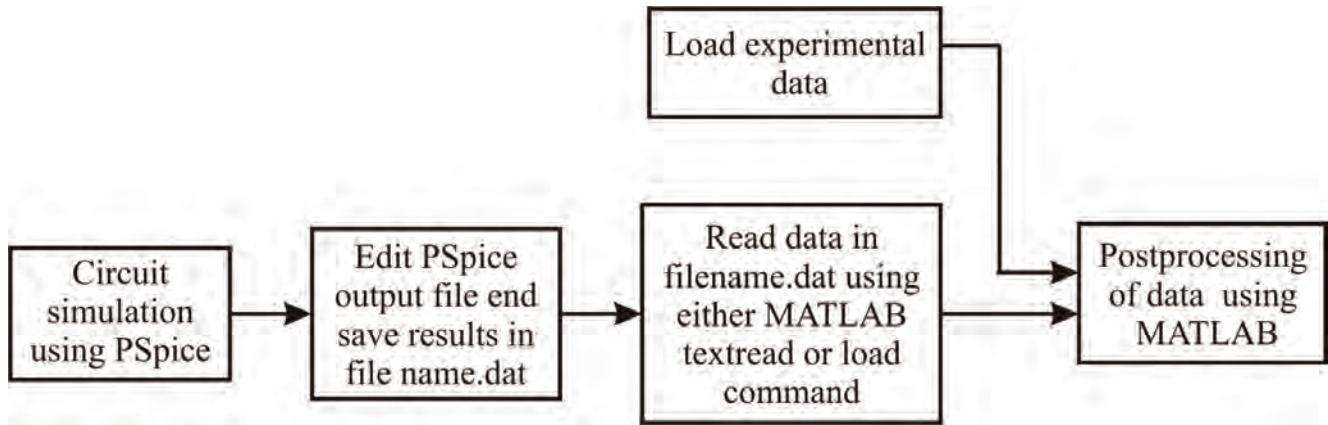 Load experimental
data
Circuit
simulation
using PSpice
Edit PSpice
output file end
save results in
file name.dat
Read data in
filename.dat using
either MATLAB
textread or load
command
Postprocessing
of data using
MATLAB